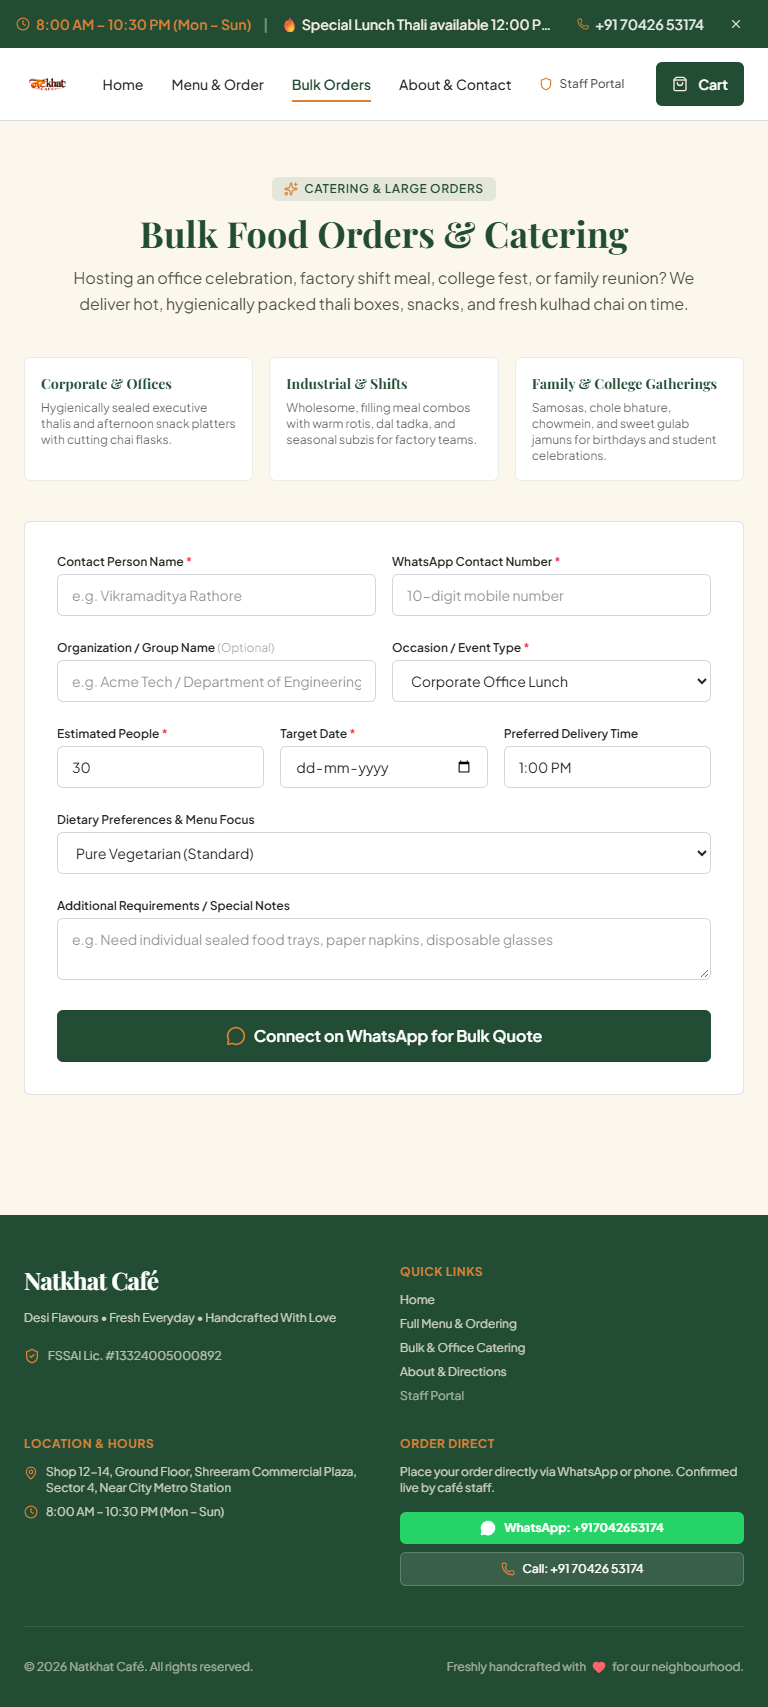 8:00 AM – 10:30 PM (Mon – Sun) | 🔥 Special Lunch Thali available 12:00 P... +91 70426 53174
नटkhat
Home Menu & Order Bulk Orders About & Contact Staff Portal Cart
CATERING & LARGE ORDERS
Bulk Food Orders & Catering
Hosting an office celebration, factory shift meal, college fest, or family reunion? We
deliver hot, hygienically packed thali boxes, snacks, and fresh kulhad chai on time.
Corporate & Offices
Hygienically sealed executive
thalis and afternoon snack platters
with cutting chai flasks.
Industrial & Shifts
Wholesome, filling meal combos
with warm rotis, dal tadka, and
seasonal subzis for factory teams.
Family & College Gatherings
Samosas, chole bhature,
chowmein, and sweet gulab
jamuns for birthdays and student
celebrations.
Contact Person Name *
e.g. Vikramaditya Rathore
WhatsApp Contact Number *
10-digit mobile number
Organization / Group Name (Optional)
e.g. Acme Tech / Department of Engineering
Occasion / Event Type *
Corporate Office Lunch
Estimated People *
30
Target Date *
dd-mm-yyyy
Preferred Delivery Time
1:00 PM
Dietary Preferences & Menu Focus
Pure Vegetarian (Standard)
Additional Requirements / Special Notes
e.g. Need individual sealed food trays, paper napkins, disposable glasses
Connect on WhatsApp for Bulk Quote
Natkhat Café
Desi Flavours • Fresh Everyday • Handcrafted With Love
FSSAI Lic. #13324005000892
QUICK LINKS
Home
Full Menu & Ordering
Bulk & Office Catering
About & Directions
Staff Portal
LOCATION & HOURS
Shop 12-14, Ground Floor, Shreeram Commercial Plaza,
Sector 4, Near City Metro Station
8:00 AM – 10:30 PM (Mon – Sun)
ORDER DIRECT
Place your order directly via WhatsApp or phone. Confirmed
live by café staff.
WhatsApp: +917042653174
Call: +91 70426 53174
© 2026 Natkhat Café. All rights reserved.
Freshly handcrafted with ❤ for our neighbourhood.